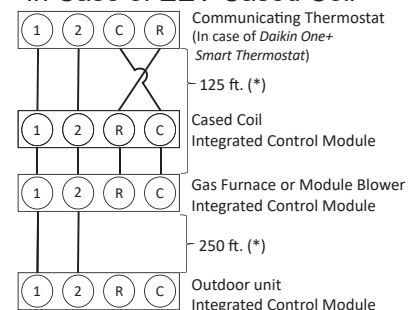 In Case of EEV Cased Coil
1 2 C R
Communicating Thermostat
(In case of Daikin One+
Smart Thermostat)
125 ft. (*)
1 2 R C
Cased Coil
Integrated Control Module
1 2 R C
Gas Furnace or Module Blower
Integrated Control Module
250 ft. (*)
1 2 R C
Outdoor unit
Integrated Control Module